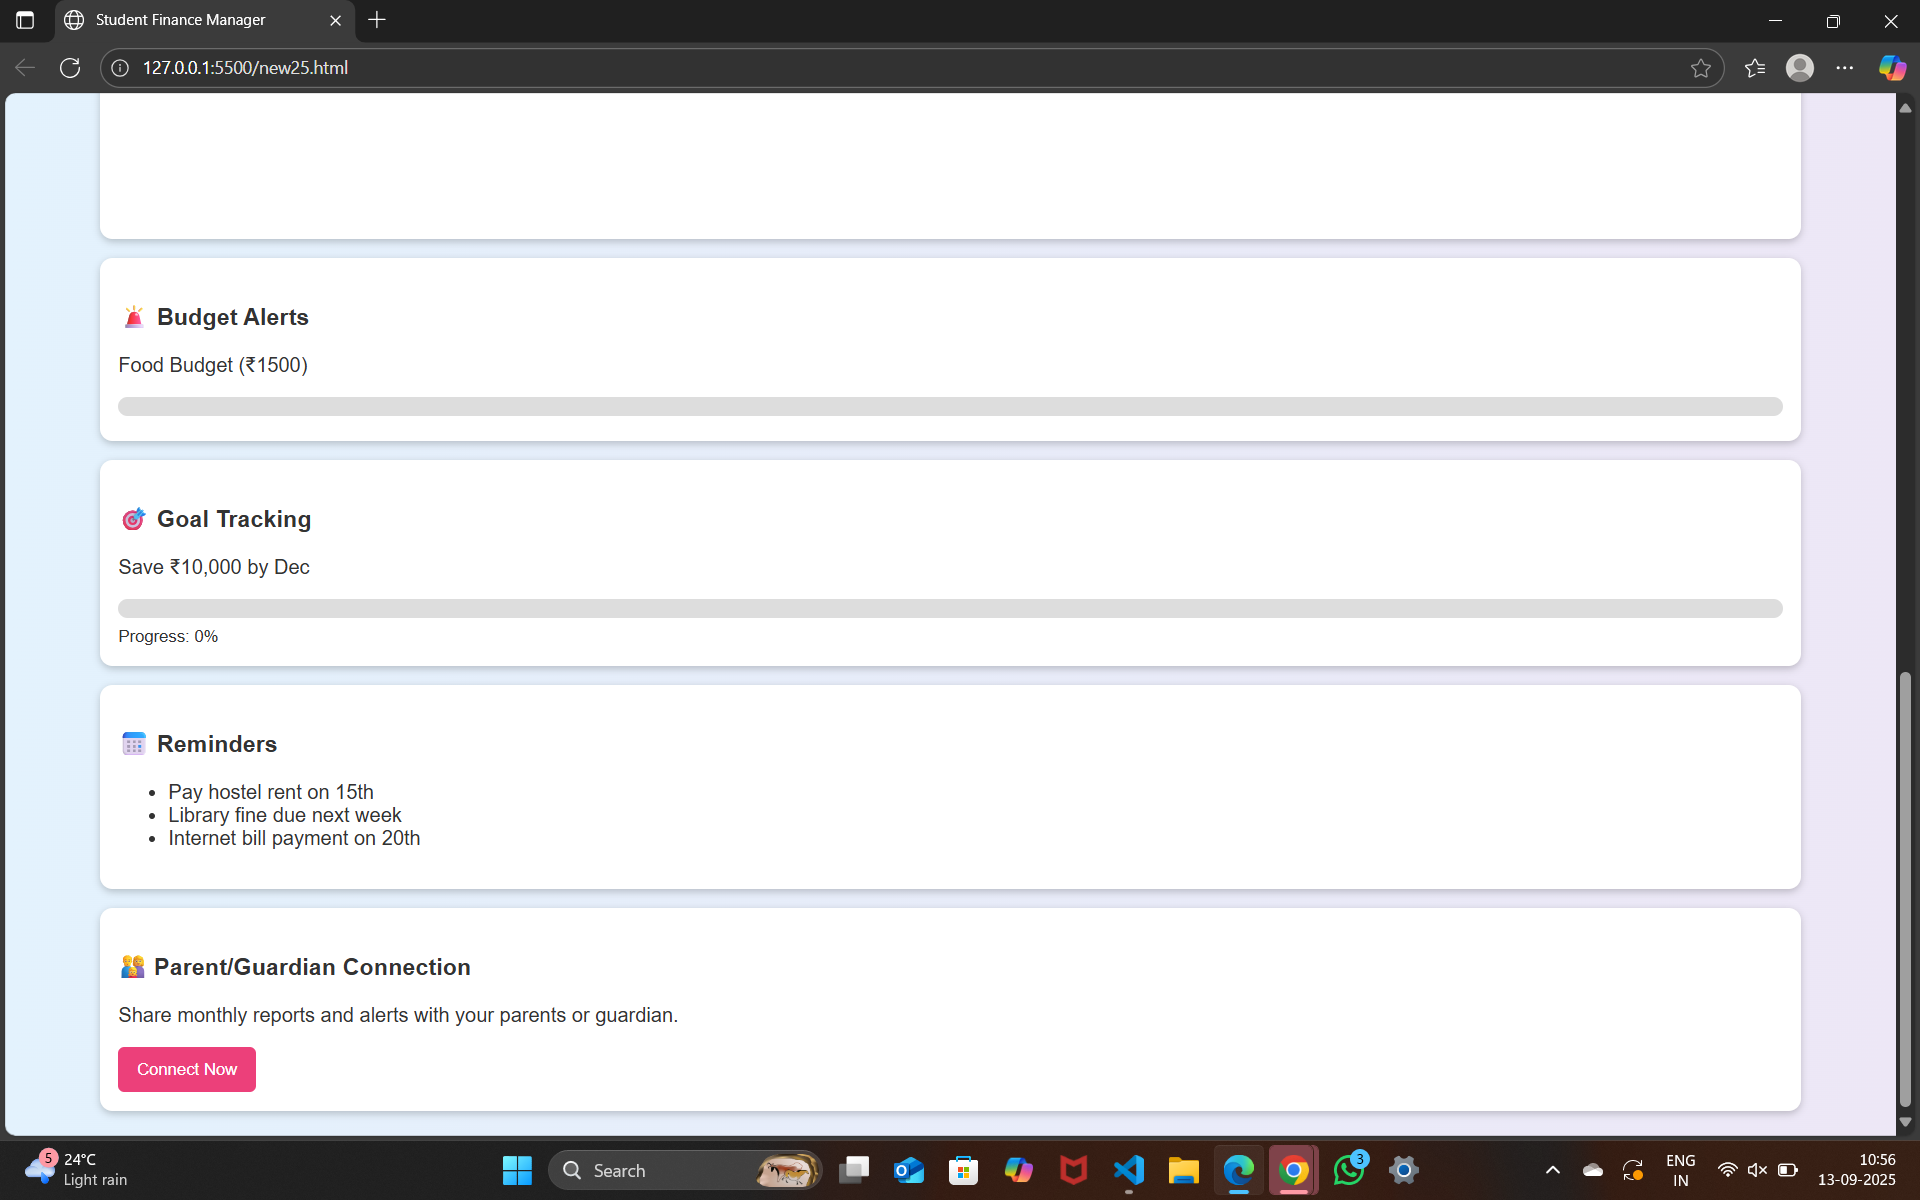 Student Finance Manager
127.0.0.1:5500/new25.html
Budget Alerts
Food Budget (₹1500)
Goal Tracking
Save ₹10,000 by Dec
Progress: 0%
Reminders
• Pay hostel rent on 15th
• Library fine due next week
• Internet bill payment on 20th
Parent/Guardian Connection
Share monthly reports and alerts with your parents or guardian.
Connect Now
5
24°C
Light rain
Search
3
ENG
IN
10:56
13-09-2025